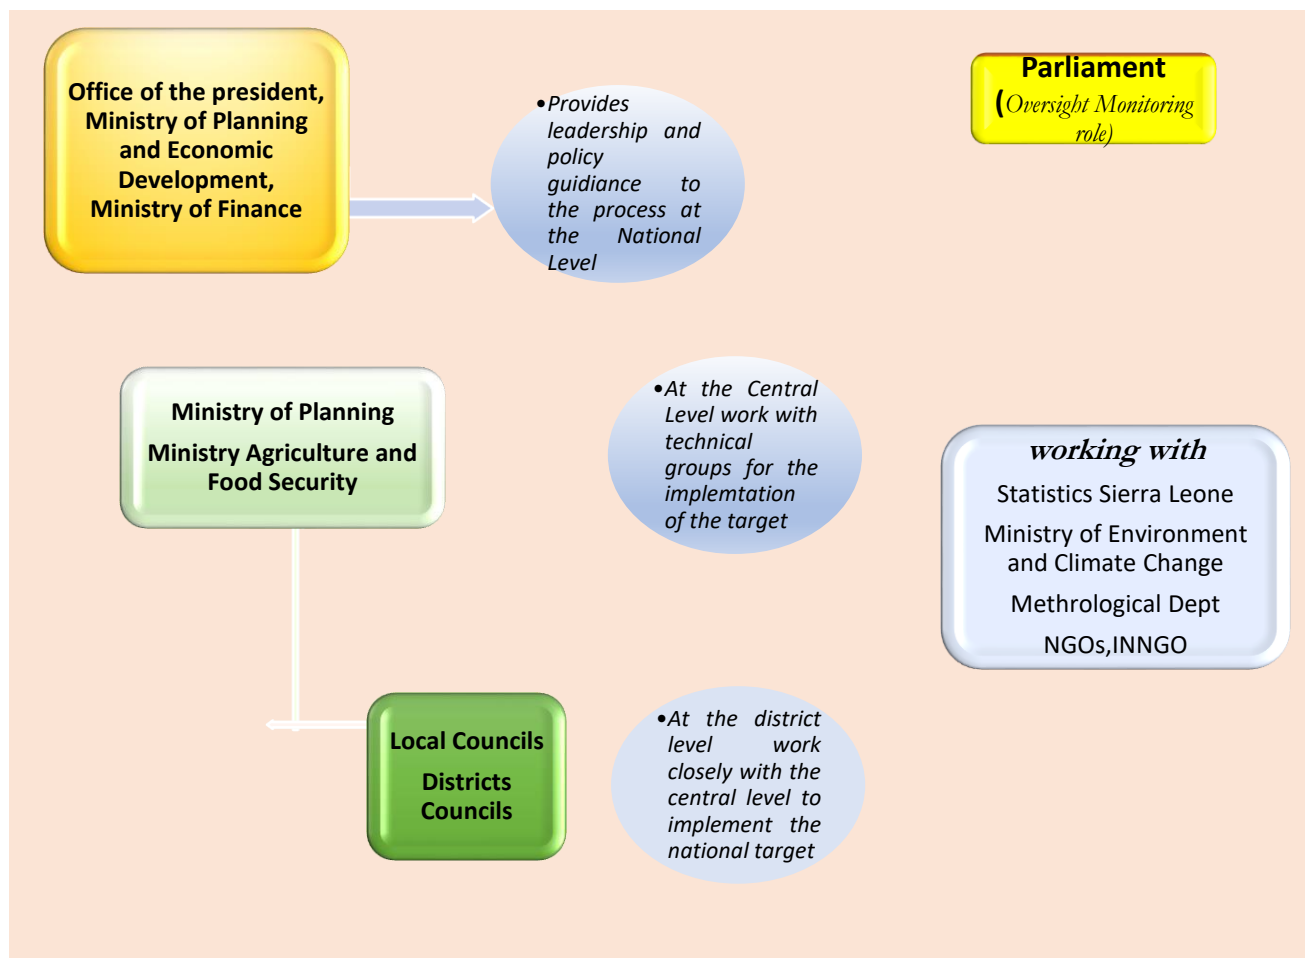 Office of the president,
Ministry of Planning
and Economic
Development,
Ministry of Finance
•Provides
leadership and
policy
guidiance to
the process at
the National
Level
Parliament
(Oversight Monitoring
role)
Ministry of Planning
Ministry Agriculture and
Food Security
•At the Central
Level work with
technical
groups for the
implemtation
of the target
working with
Statistics Sierra Leone
Ministry of Environment
and Climate Change
Methrological Dept
NGOs,INNGO
Local Councils
Districts
Councils
•At the district
level work
closely with the
central level to
implement the
national target